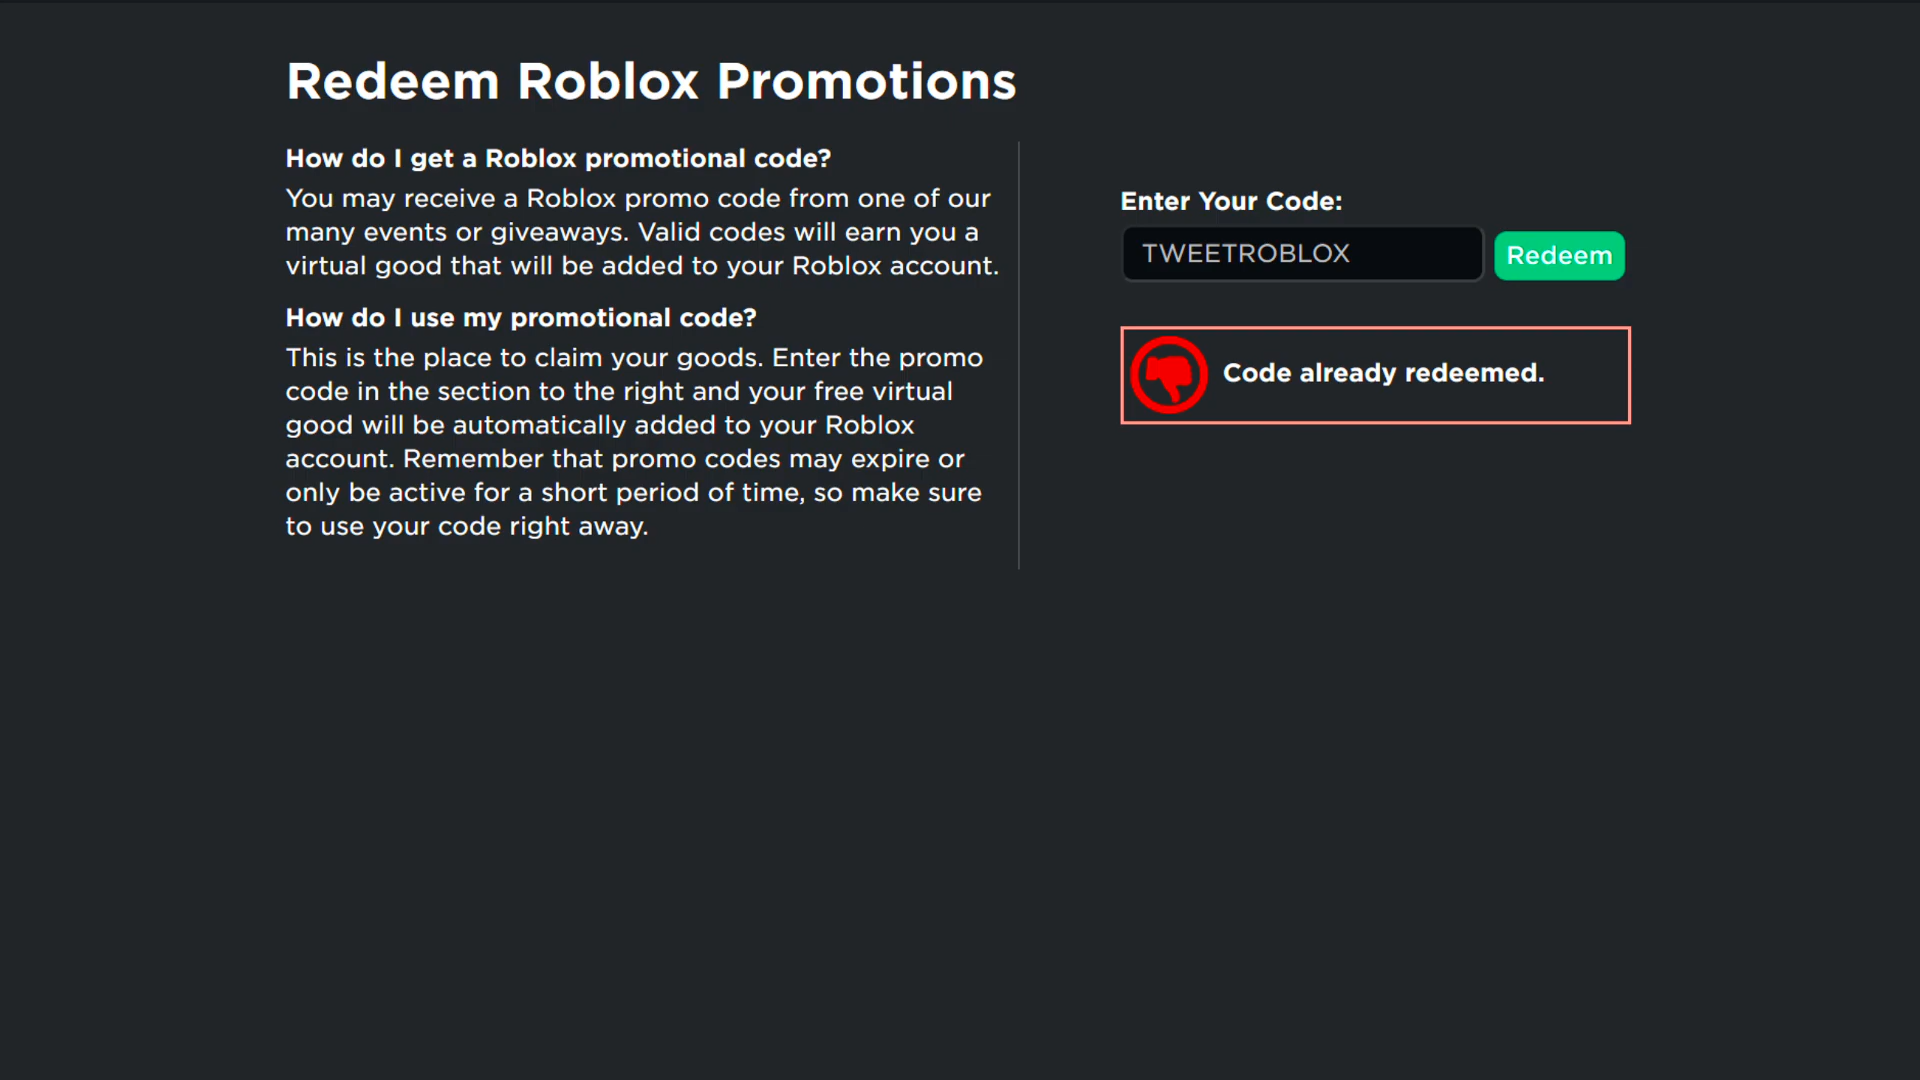 Redeem Roblox Promotions
How do I get a Roblox promotional code?
You may receive a Roblox promo code from one of our
many events or giveaways. Valid codes will earn you a
virtual good that will be added to your Roblox account.
How do I use my promotional code?
This is the place to claim your goods. Enter the promo
code in the section to the right and your free virtual
good will be automatically added to your Roblox
account. Remember that promo codes may expire or
only be active for a short period of time, so make sure
to use your code right away.
Enter Your Code:
TWEETROBLOX
Redeem
Code already redeemed.